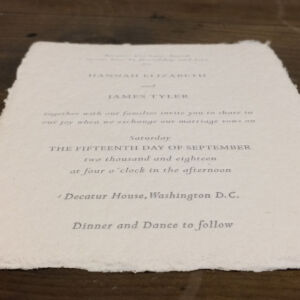 HANNAH ELIZABETH
and
JAMES TYLER
together with our families invite you to share in
our joy when we exchange our marriage vows on
Saturday
THE FIFTEENTH DAY OF SEPTEMBER
two thousand and eighteen
at four o'clock in the afternoon
Decatur House, Washington D.C.
Dinner and Dance to follow